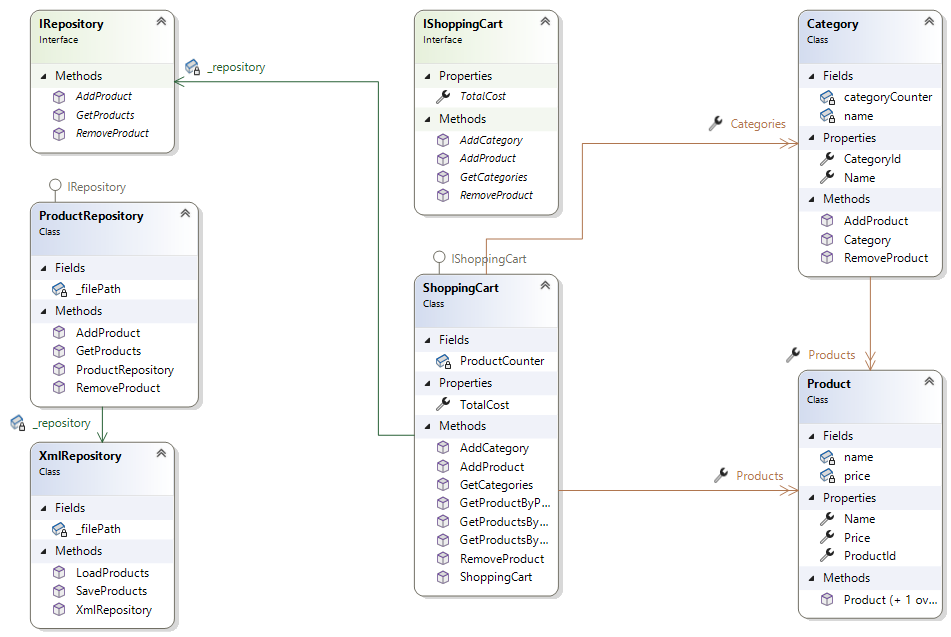 IRepository
Interface
Methods
AddProduct
GetProducts
RemoveProduct
_repository
IShoppingCart
Interface
Properties
TotalCost
Methods
AddCategory
AddProduct
GetCategories
RemoveProduct
Categories
Category
Class
Fields
categoryCounter
name
Properties
CategoryId
Name
Methods
AddProduct
Category
RemoveProduct
IRepository
ProductRepository
Class
Fields
_filePath
Methods
AddProduct
GetProducts
ProductRepository
RemoveProduct
_repository
XmlRepository
Class
Fields
_filePath
Methods
LoadProducts
SaveProducts
XmlRepository
IShoppingCart
ShoppingCart
Class
Fields
ProductCounter
Properties
TotalCost
Methods
AddCategory
AddProduct
GetCategories
GetProductByP...
GetProductsBy...
GetProductsBy...
RemoveProduct
ShoppingCart
Products
Products
Product
Class
Fields
name
price
Properties
Name
Price
ProductId
Methods
Product (+ 1 ov...